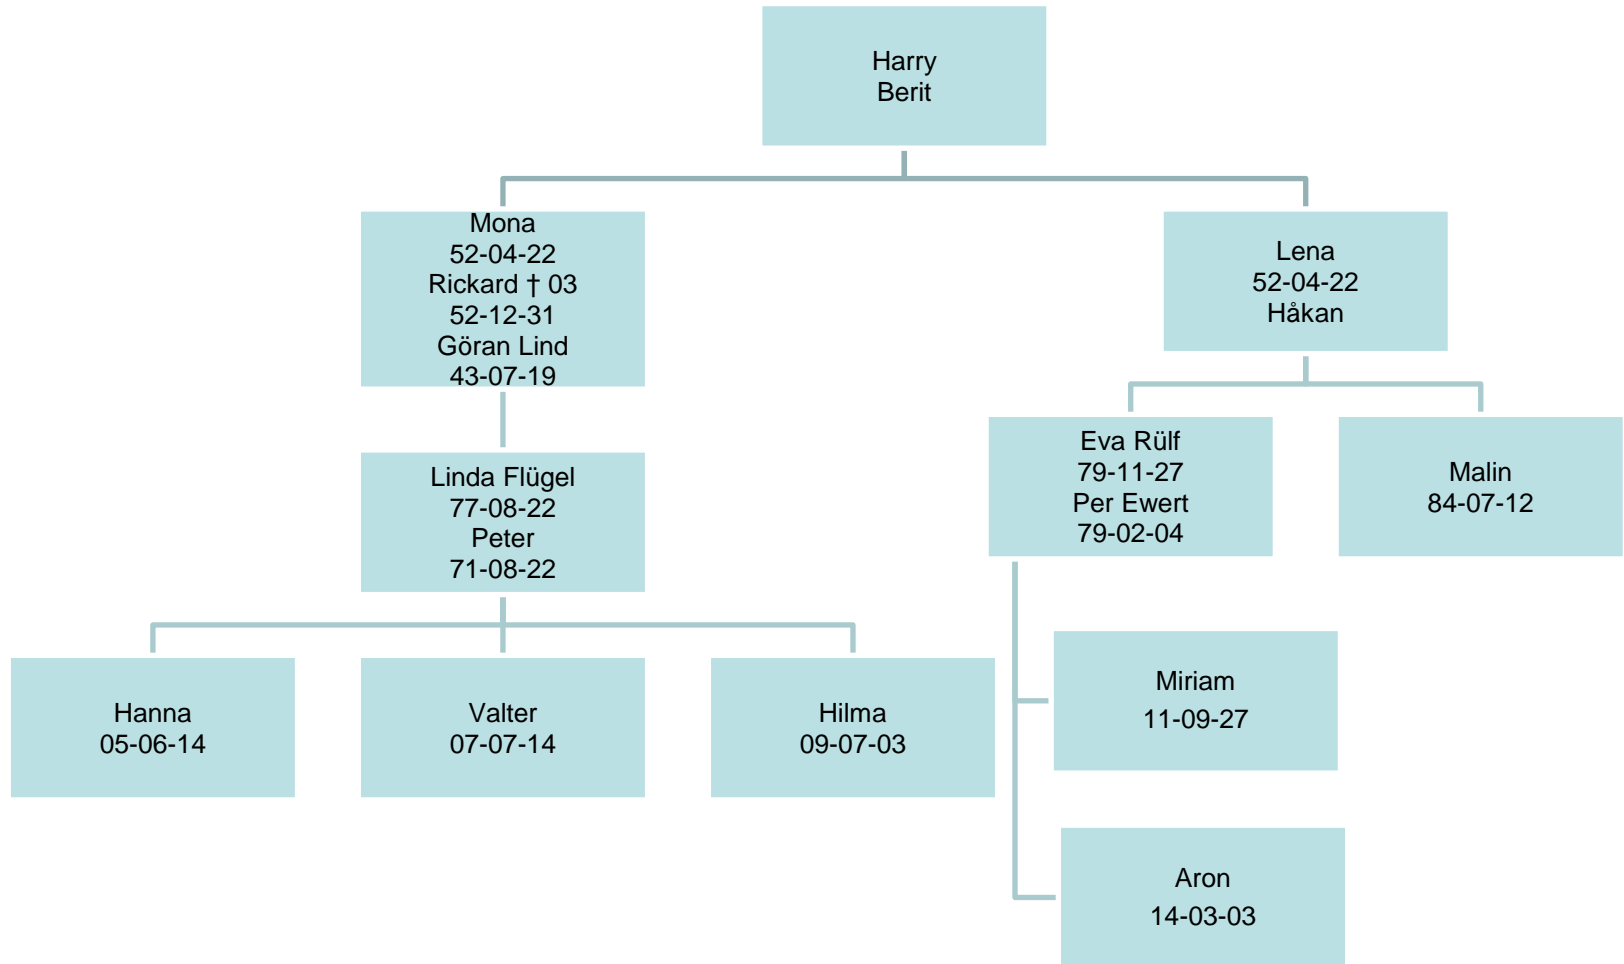 Harry
Berit
Mona
52-04-22
Rickard † 03
52-12-31
Göran Lind
43-07-19
Lena
52-04-22
Håkan
Linda Flügel
77-08-22
Peter
71-08-22
Eva Rülf
79-11-27
Per Ewert
79-02-04
Malin
84-07-12
Hanna
05-06-14
Valter
07-07-14
Hilma
09-07-03
Miriam
11-09-27
Aron
14-03-03